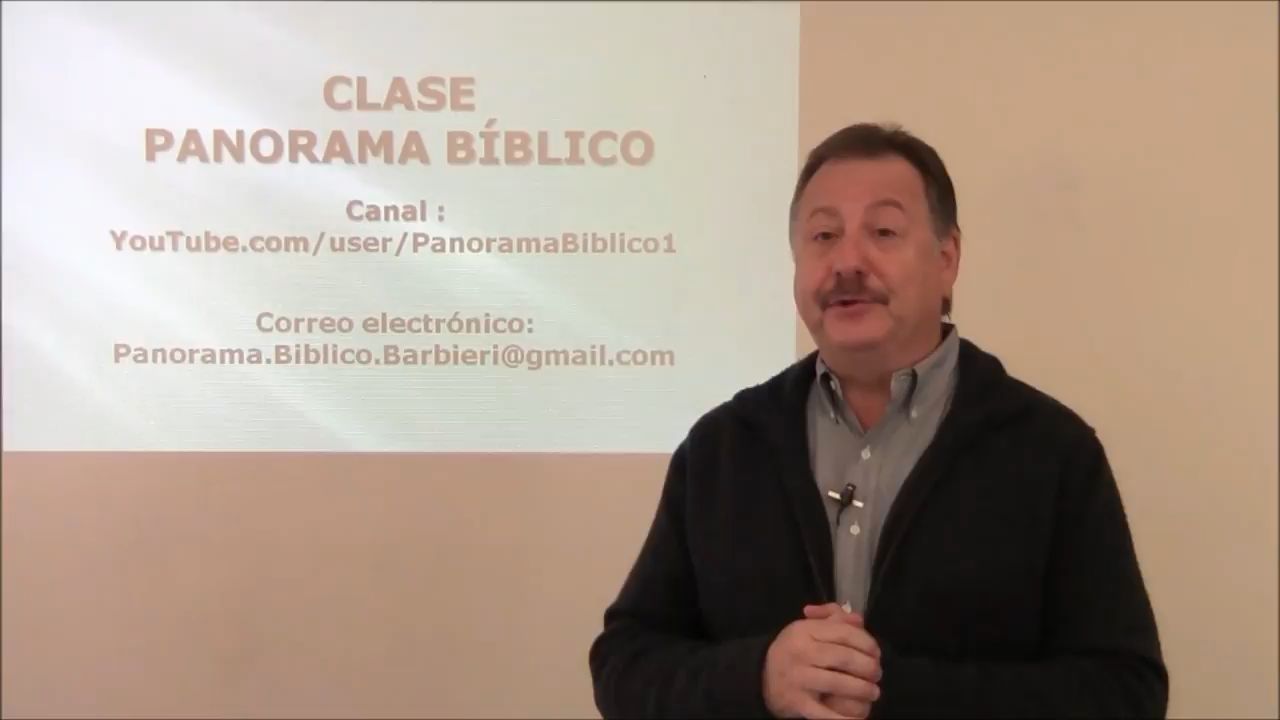 CLASE
PANORAMA BÍBLICO
Canal :
YouTube.com/user/PanoramaBiblico1
Correo electrónico:
Panorama.Biblico.Barbieri@gmail.com